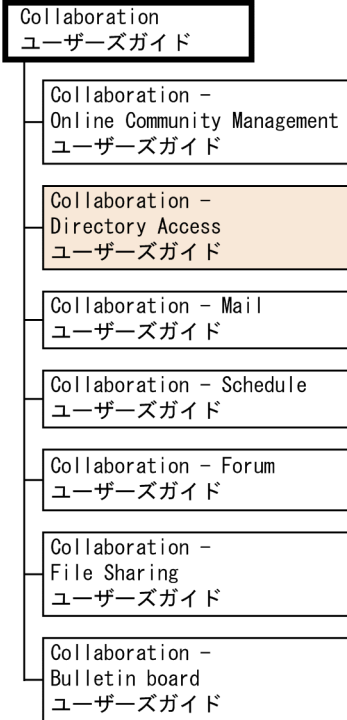 Collaboration
ユーザーズガイド
Collaboration －
Online Community Management
ユーザーズガイド
Collaboration －
Directory Access
ユーザーズガイド
Collaboration － Mail
ユーザーズガイド
Collaboration － Schedule
ユーザーズガイド
Collaboration － Forum
ユーザーズガイド
Collaboration －
File Sharing
ユーザーズガイド
Collaboration －
Bulletin board
ユーザーズガイド